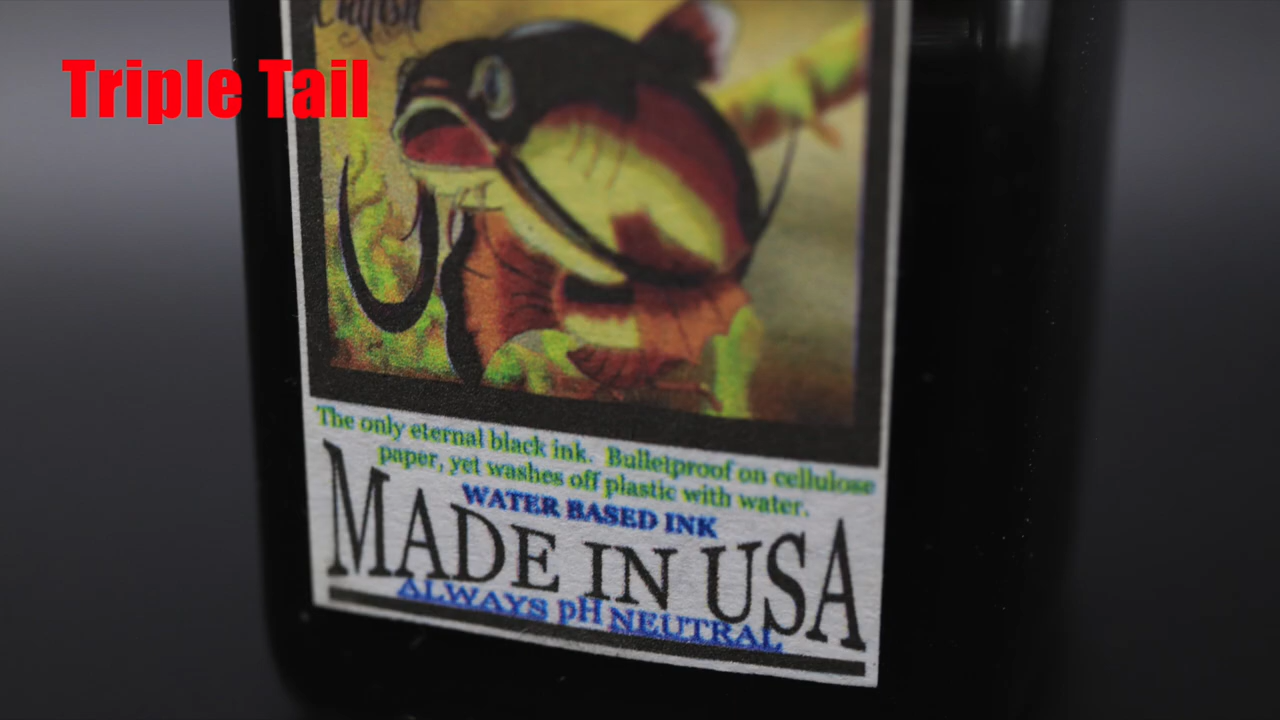 Triple Tail
The only eternal black ink. Bulletproof on cellulose
paper, yet washes off plastic with water.
WATER BASED INK
MADE IN USA
ALWAYS pH NEUTRAL